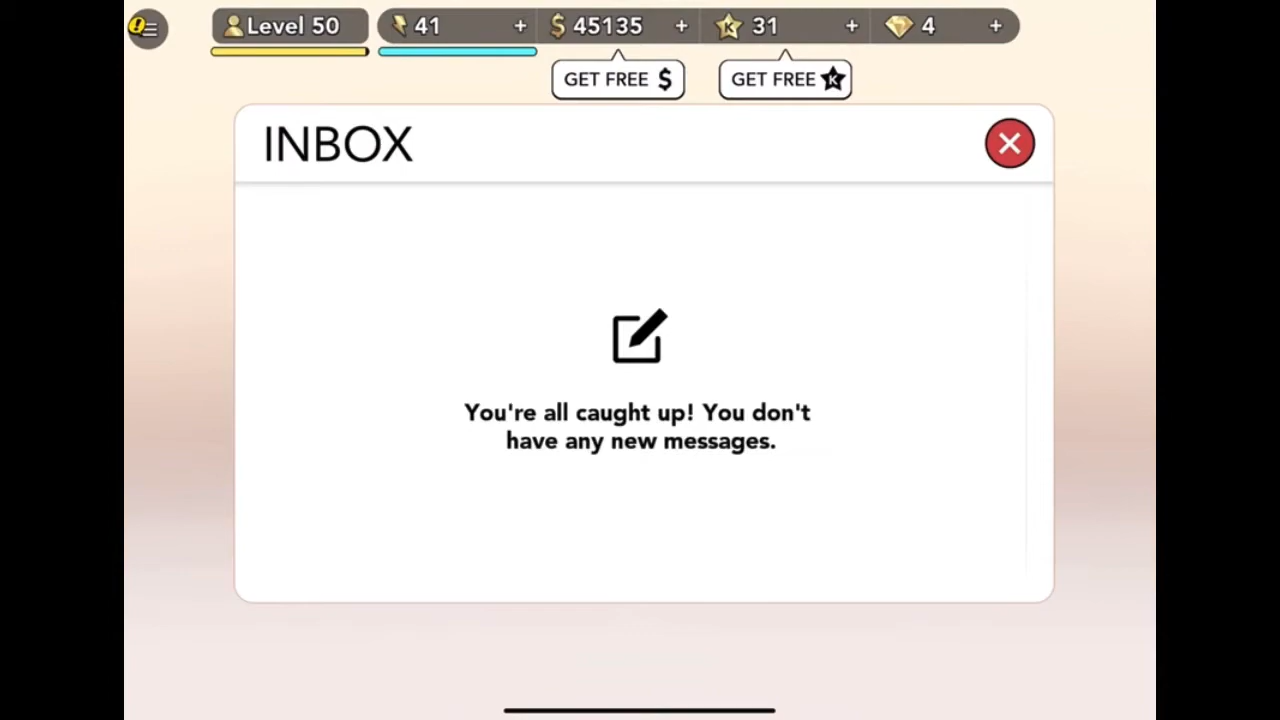 Level 50 41 + $ 45135 + K 31 + 4 +
GET FREE $ GET FREE K
INBOX
You're all caught up! You don't
have any new messages.